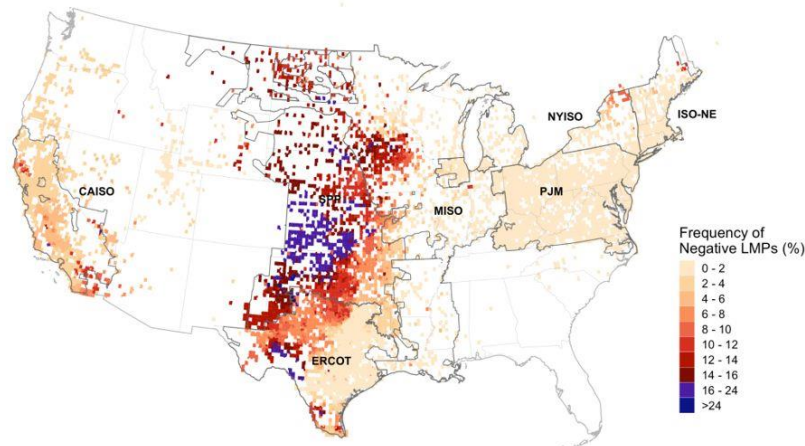 NYISO
ISO-NE
CAISO
SPP
MISO
PJM
ERCOT
Frequency of
Negative LMPs (%)
0 - 2
2 - 4
4 - 6
6 - 8
8 - 10
10 - 12
12 - 14
14 - 16
16 - 24
>24